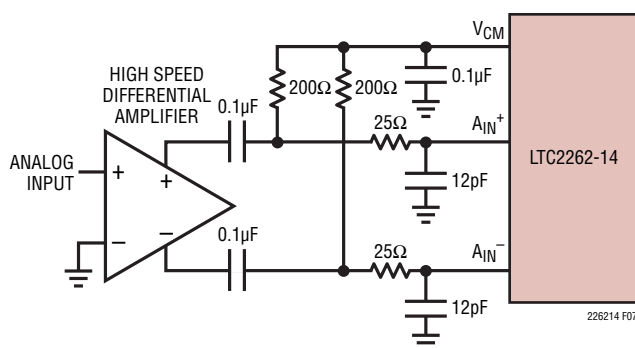 V_CM
HIGH SPEED
DIFFERENTIAL
AMPLIFIER
200Ω
200Ω
0.1µF
0.1µF
25Ω
A_IN^+
LTC2262-14
ANALOG
INPUT
+
+
12pF
−
−
0.1µF
25Ω
A_IN^−
12pF
226214 F07